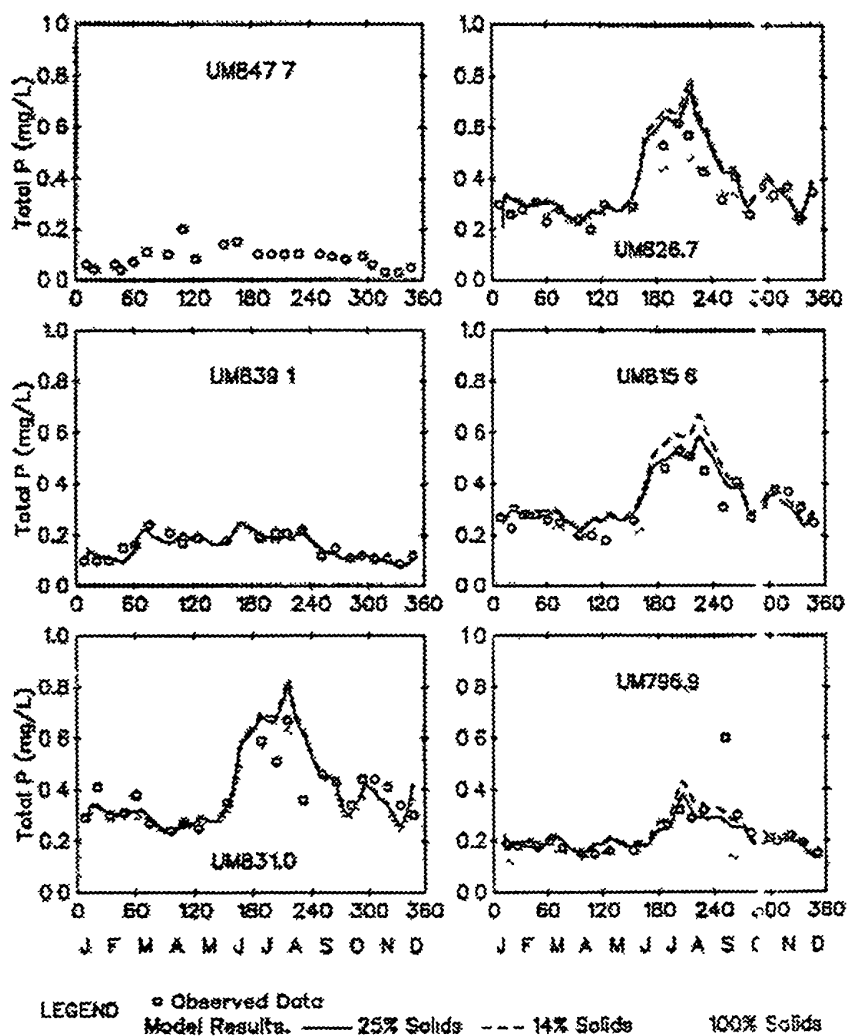 Total P (mg/L)
1 0
0 8
0 6
0 4
0.2
0 0
UM847 7
0 60 120 180 240 300 360
1 0
0.8
0.6
0.4
0.2
0 0
UM826.7
0 60 120 180 240 300 360
Total P (mg/L)
1.0
0.8
0.6
0.4
0.2
0 0
UM839 1
0 60 120 180 240 300 360
1.0
0.8
0.6
0.4
0.2
0 0
UM815 6
0 60 120 180 240 300 360
Total P (mg/L)
1.0
0.8
0 6
0.4
0.2
0 0
UM831.0
0 60 120 180 240 300 360
J F M A M J J A S O N D
1.0
0.8
0 6
0.4
0.2
0 0
UM796.9
0 60 120 180 240 300 360
J F M A M J J A S N D
LEGEND Observed Data
Model Results. 25% Solids 14% Solids 100% Solids